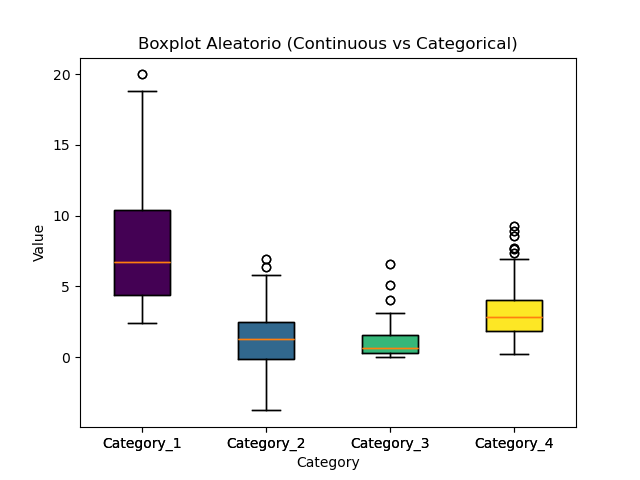 Boxplot Aleatorio (Continuous vs Categorical)
20
15
10
5
0
Value
Category_1 Category_2 Category_3 Category_4
Category